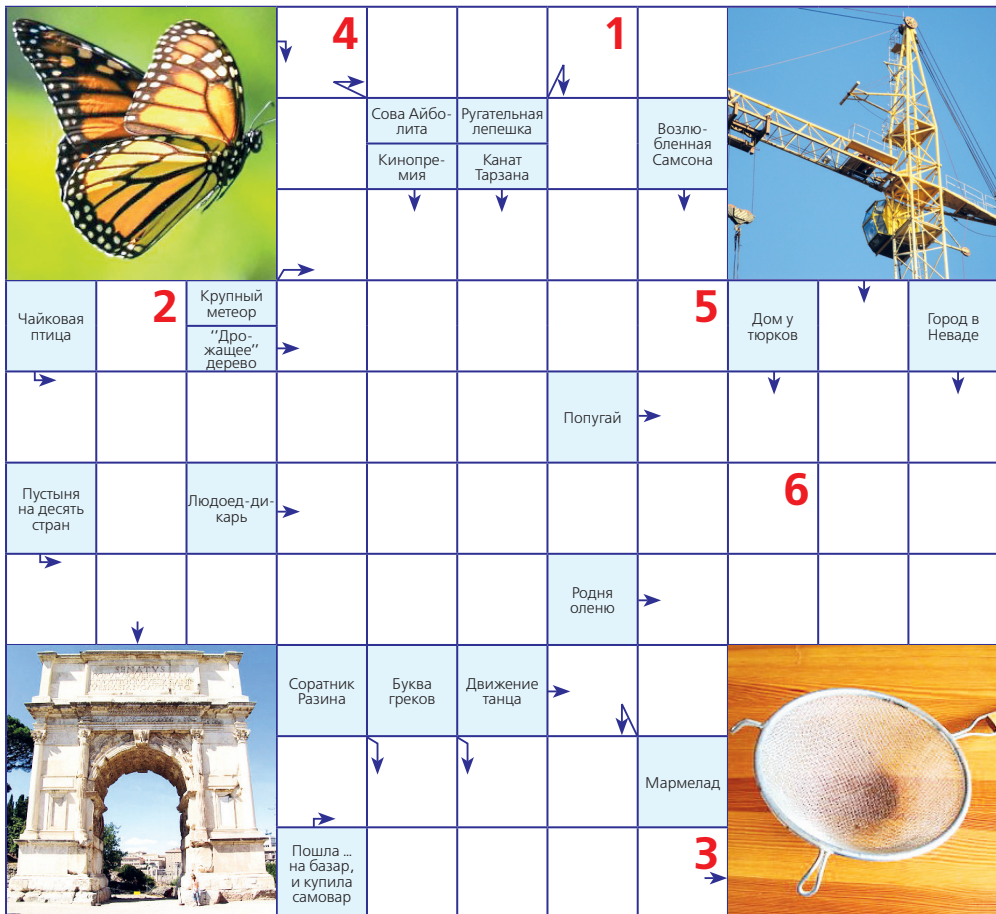 4
1
Сова Айбо-
лита
Ругательная
лепешка
Возлю-
бленная
Самсона
Кинопре-
мия
Канат
Тарзана
Чайковая
птица
2
Крупный
метеор
"Дро-
жащее"
дерево
5
Дом у
тюрков
Город в
Неваде
Попугай
Пустыня
на десять
стран
Людоед-ди-
карь
6
Родня
оленю
Соратник
Разина
Буква
греков
Движение
танца
Мармелад
Пошла ...
на базар,
и купила
самовар
3